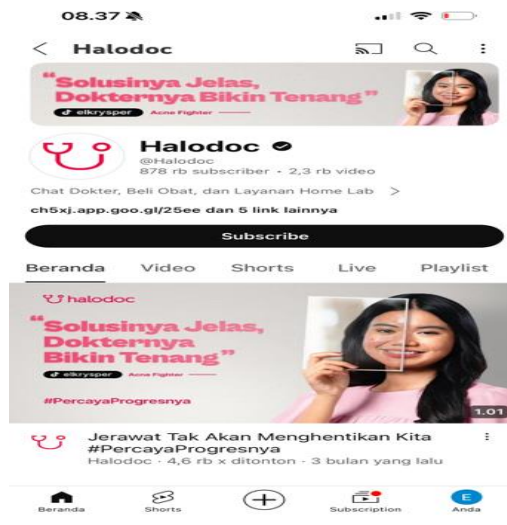 08.37
Halodoc
"Solusinya Jelas,
Dokternya Bikin Tenang"
elkrysper Acne Fighter
Halodoc
@Halodoc
878 rb subscriber · 2,3 rb video
Chat Dokter, Beli Obat, dan Layanan Home Lab >
ch5xj.app.goo.gl/25ee dan 5 link lainnya
Subscribe
Beranda Video Shorts Live Playlist
halodoc
"Solusinya Jelas,
Dokternya
Bikin Tenang"
elkrysper Acne Fighter
#PercayaProgresnya
1.01
Jerawat Tak Akan Menghentikan Kita
#PercayaProgresnya
Halodoc · 4,6 rb x ditonton · 3 bulan yang lalu
Beranda Shorts Subscription E Anda